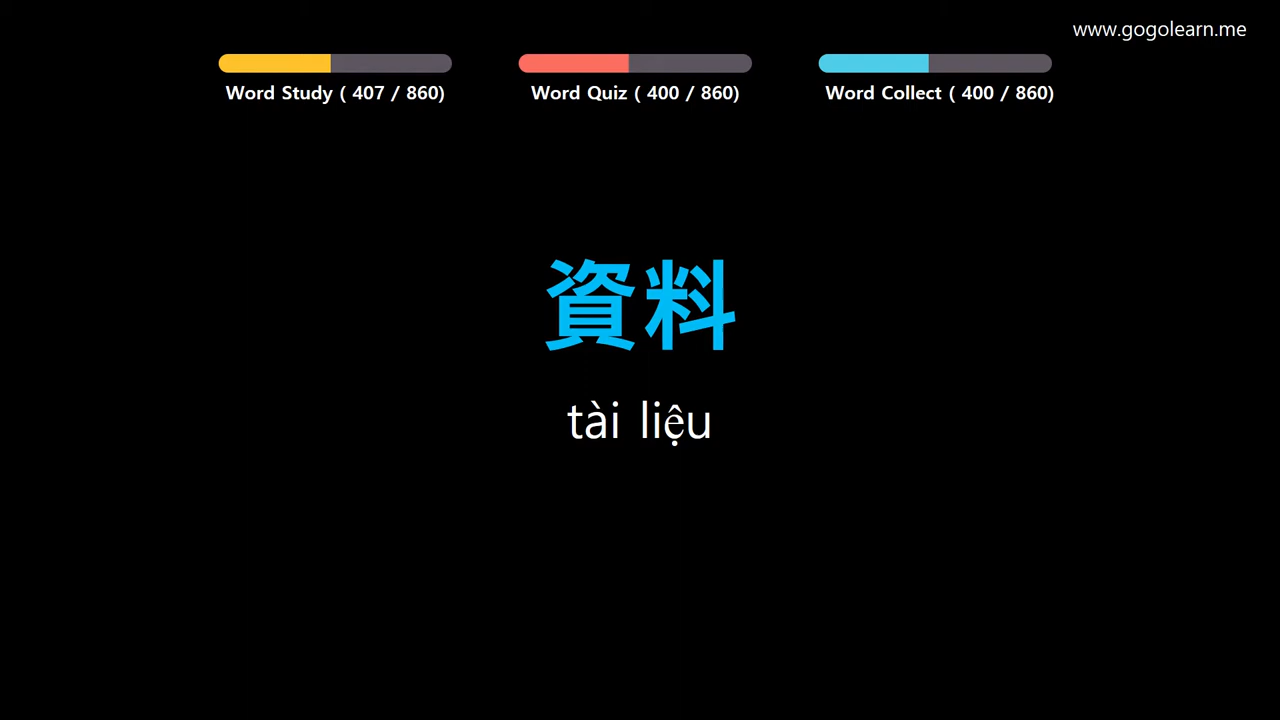 www.gogolearn.me
Word Study ( 407 / 860)
Word Quiz ( 400 / 860)
Word Collect ( 400 / 860)
資料
tài liệu